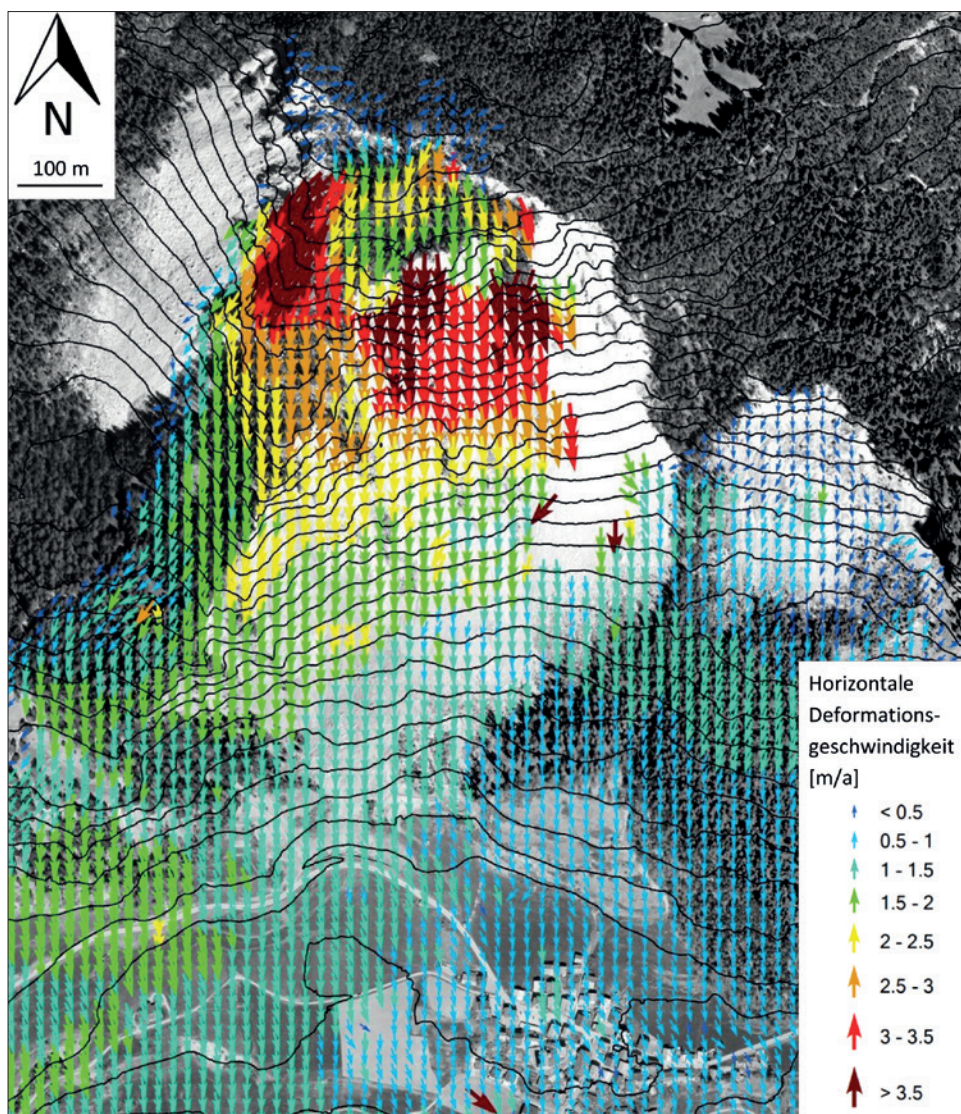 N
100 m
Horizontale
Deformations-
geschwindigkeit
[m/a]
< 0.5
0.5 - 1
1 - 1.5
1.5 - 2
2 - 2.5
2.5 - 3
3 - 3.5
> 3.5